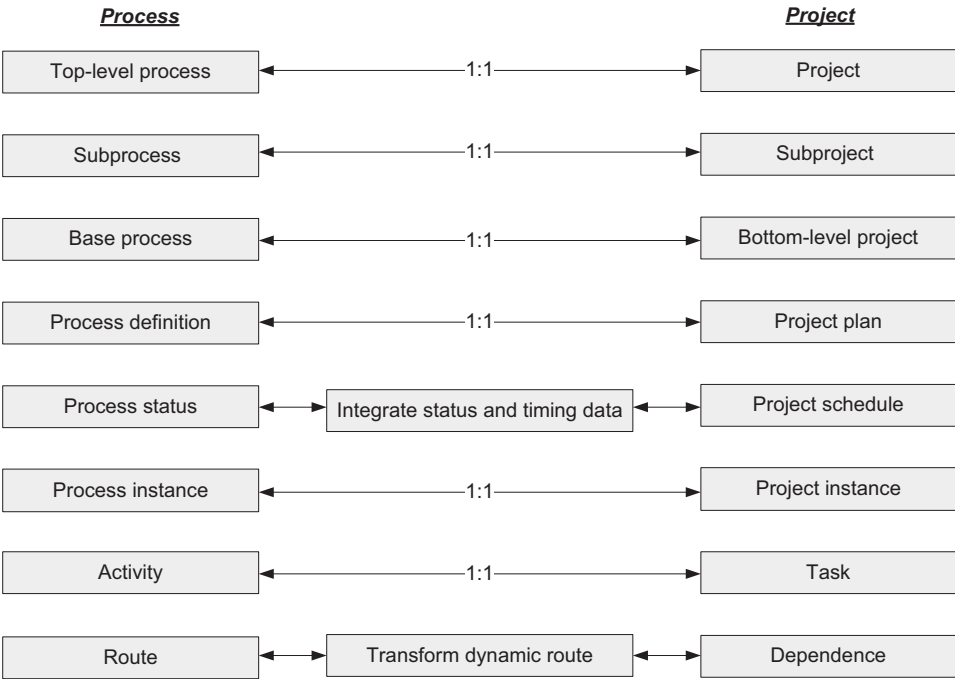 Process
Project
Top-level process
1:1
Project
Subprocess
1:1
Subproject
Base process
1:1
Bottom-level project
Process definition
1:1
Project plan
Process status
Integrate status and timing data
Project schedule
Process instance
1:1
Project instance
Activity
1:1
Task
Route
Transform dynamic route
Dependence